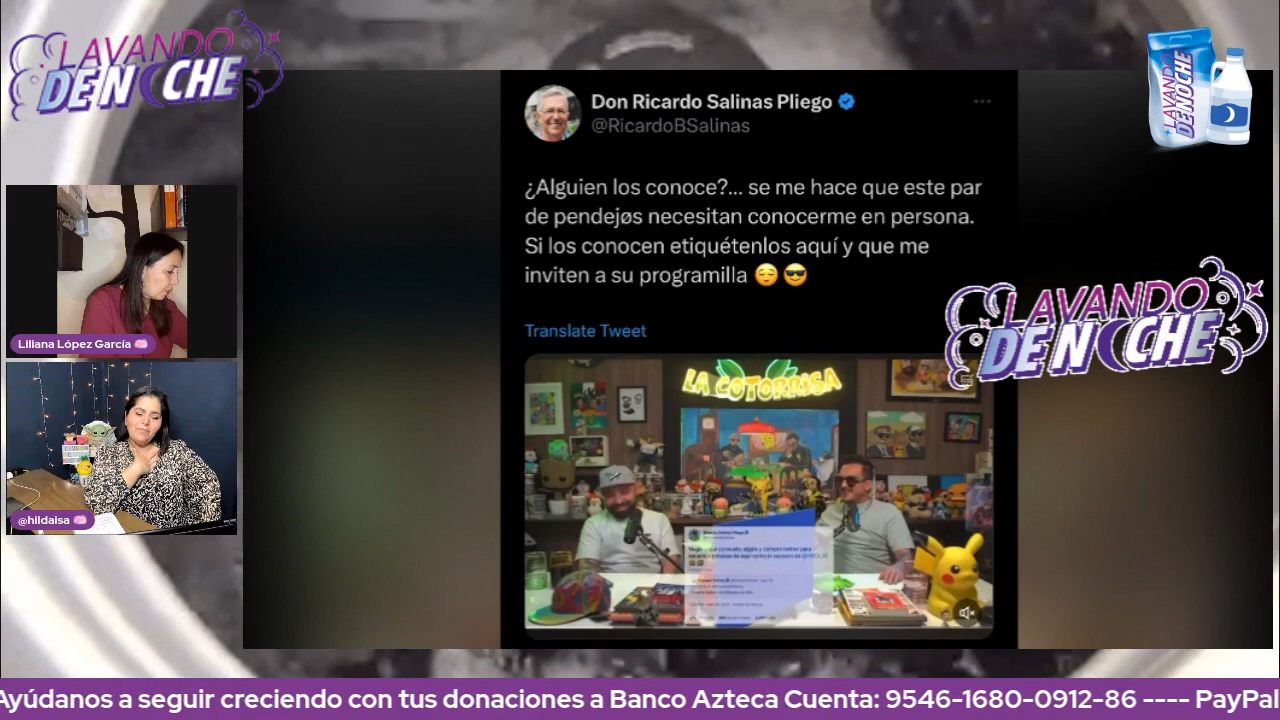 LAVANDO
DE NOCHE
LAVANDO
DE NOCHE
Don Ricardo Salinas Pliego
@RicardoBSalinas
¿Alguien los conoce?... se me hace que este par
de pendejøs necesitan conocerme en persona.
Si los conocen etiquétenlos aquí y que me
inviten a su programilla 😌 😎
Translate Tweet
LA COTORRISA
LAVANDO
DE NOCHE
Liliana López García 🧠
@hildalsa 🧠
Ayúdanos a seguir creciendo con tus donaciones a Banco Azteca Cuenta: 9546-1680-0912-86 ---- PayPal